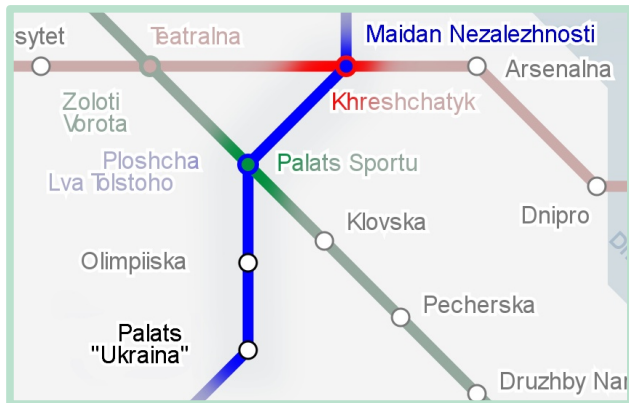 sytet
Teatralna
Maidan Nezalezhnosti
Arsenalna
Zoloti
Vorota
Khreshchatyk
Ploshcha
Lva Tolstoho
Palats Sportu
Dnipro
Klovska
Olimpiiska
Pecherska
Palats
"Ukraina"
Druzhby Nar